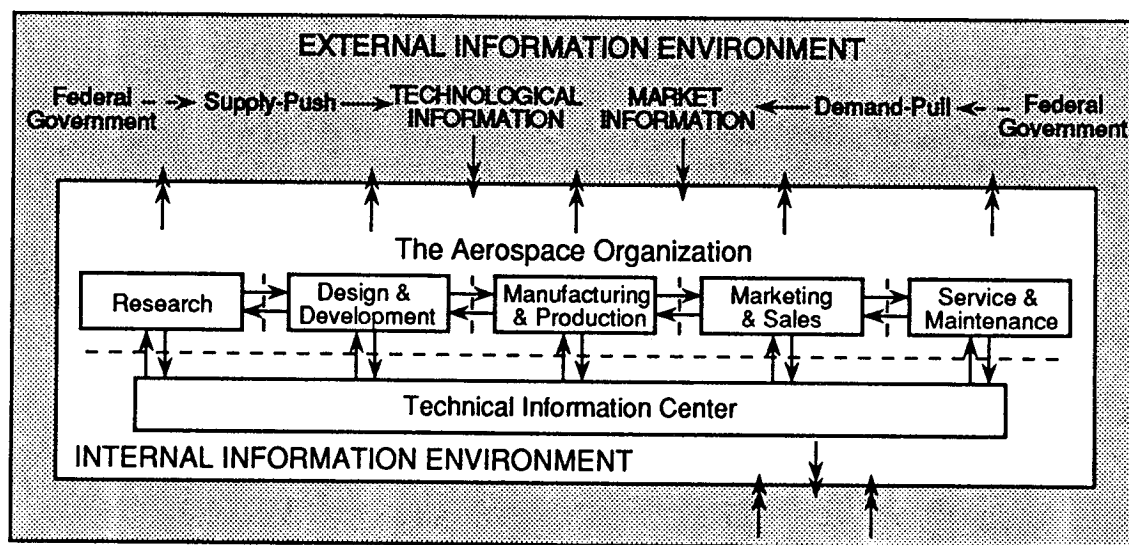 EXTERNAL INFORMATION ENVIRONMENT
Federal
Government
Supply-Push
TECHNOLOGICAL
INFORMATION
MARKET
INFORMATION
Demand-Pull
Federal
Government
The Aerospace Organization
Research
Design &
Development
Manufacturing
& Production
Marketing
& Sales
Service &
Maintenance
Technical Information Center
INTERNAL INFORMATION ENVIRONMENT